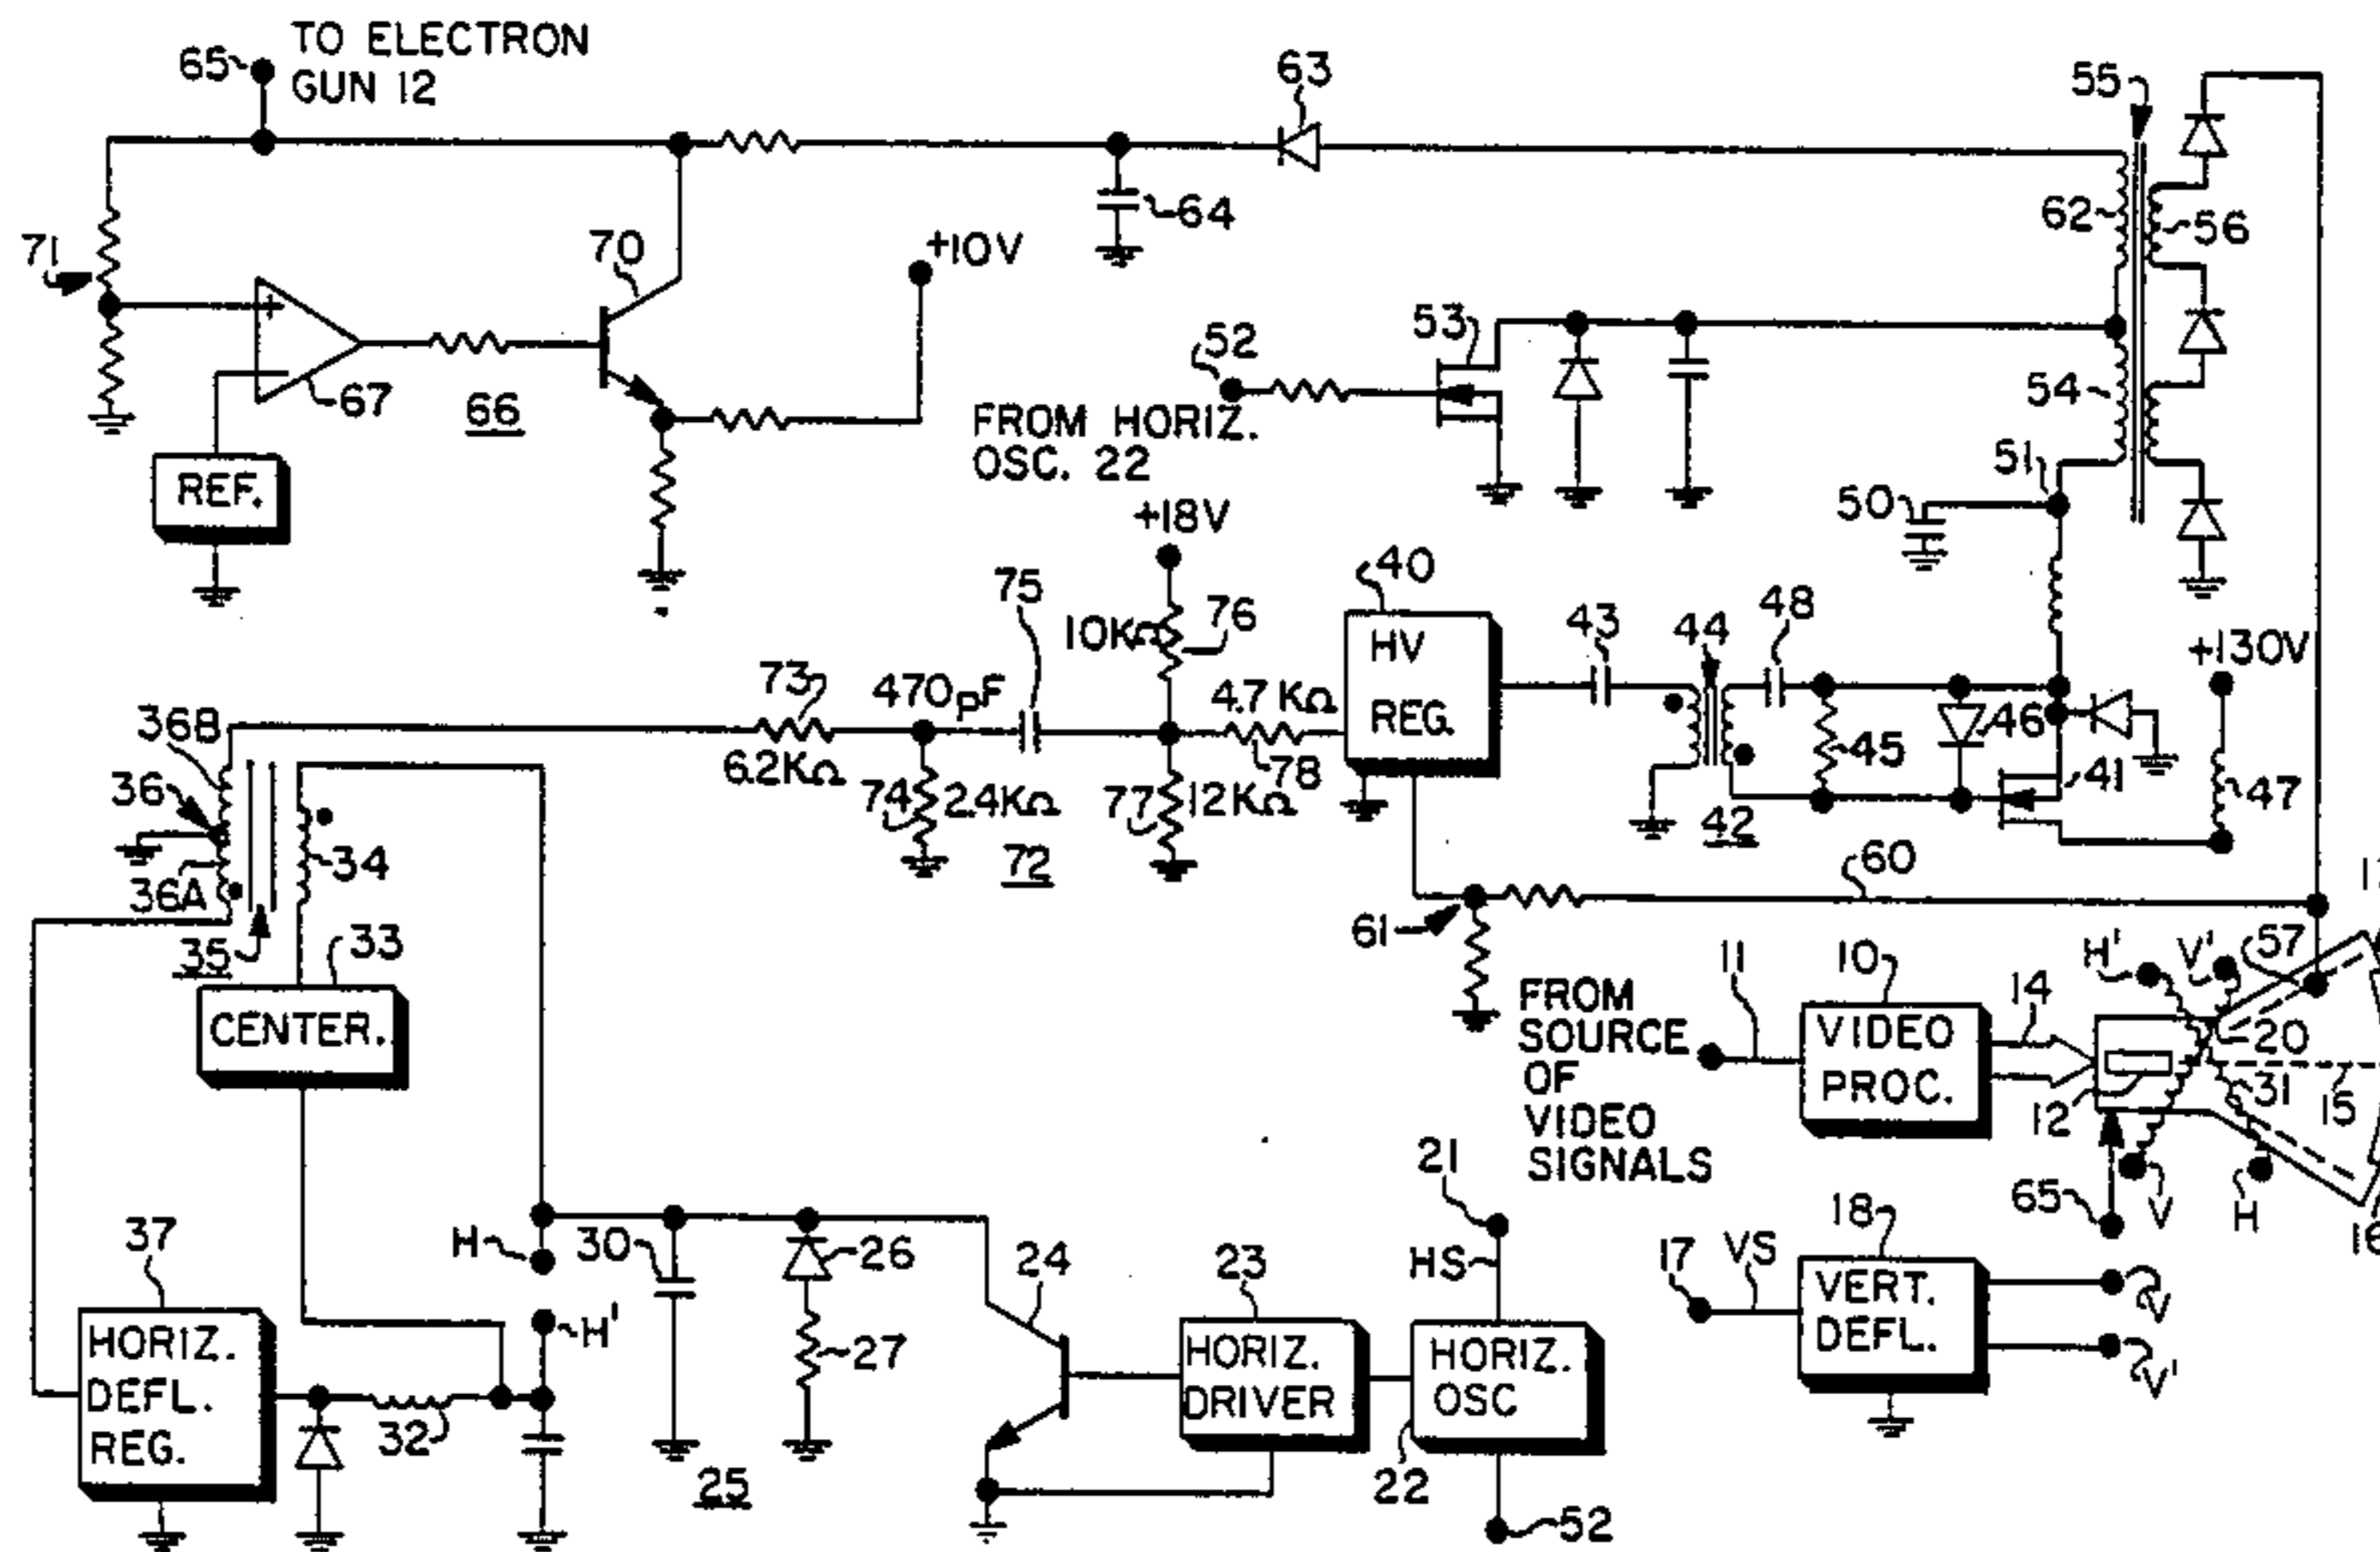 TO ELECTRON
GUN 12
65
63
55
62
56
64
71
70
+10V
67
66
REF.
52
53
FROM HORIZ.
OSC. 22
54
51
50
+18V
40
75
10KΩ
76
HV
REG.
43
44
48
+130V
73
470pF
4.7 KΩ
46
45
36B
36
6.2KΩ
74
2.4KΩ
77
12KΩ
78
41
47
42
72
34
36A
60
35
33
61
CENTER.
11
10
14
H'
V'
57
FROM
SOURCE
OF
VIDEO
SIGNALS
VIDEO
PROC.
20
12
31
15
21
65
V
H
16
37
H
30
26
24
23
HS
17
VS
18
H'
27
HORIZ.
DEFL.
REG.
32
HORIZ.
DRIVER
HORIZ.
OSC
VERT.
DEFL.
V
V'
25
22
52